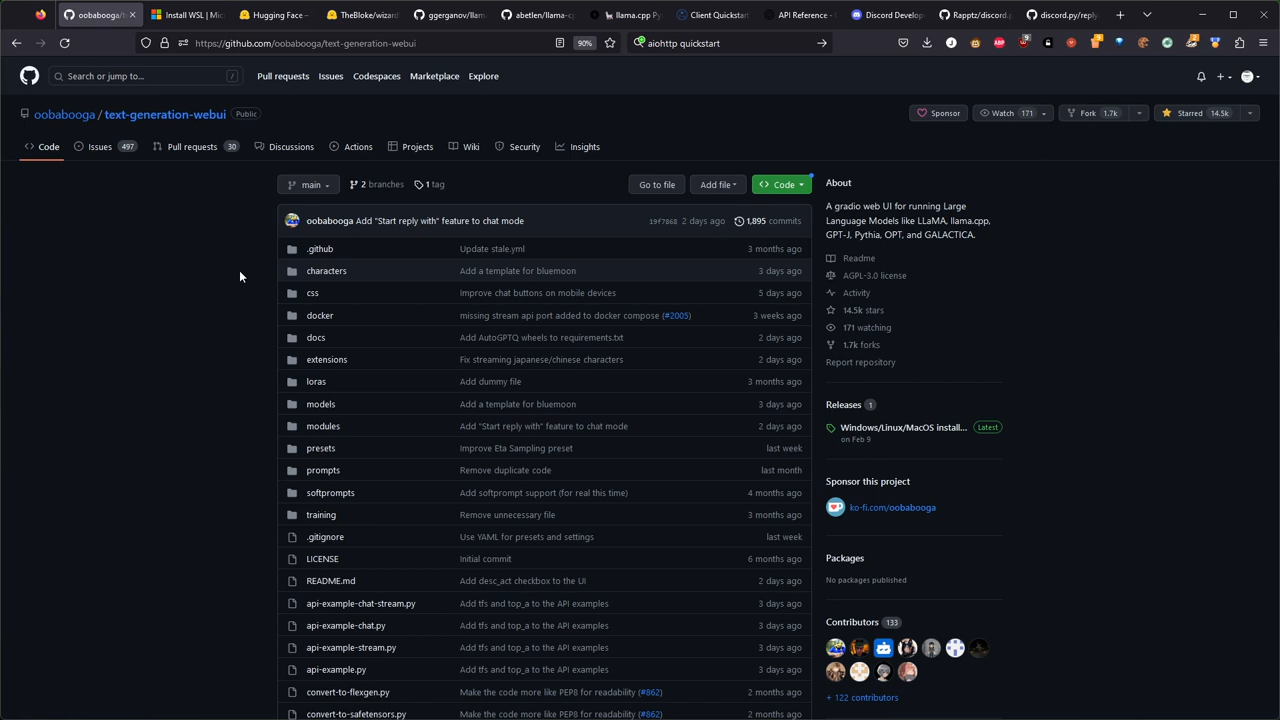 oobabooga/t
Install WSL | Mic
Hugging Face –
TheBloke/wizard
ggerganov/llama
abetlen/llama-cp
llama.cpp Py
Client Quickstart
API Reference -
Discord Develop
Rapptz/discord.p
discord.py/reply
https://github.com/oobabooga/text-generation-webui
90%
aiohttp quickstart
Search or jump to...
/
Pull requests
Issues
Codespaces
Marketplace
Explore
oobabooga / text-generation-webui Public
Sponsor
Watch 171
Fork 1.7k
Starred 14.5k
Code
Issues 497
Pull requests 30
Discussions
Actions
Projects
Wiki
Security
Insights
main
2 branches
1 tag
Go to file
Add file
Code
oobabooga Add "Start reply with" feature to chat mode 19f7868 2 days ago 1,895 commits
.github Update stale.yml 3 months ago
characters Add a template for bluemoon 3 days ago
css Improve chat buttons on mobile devices 5 days ago
docker missing stream api port added to docker compose (#2005) 3 weeks ago
docs Add AutoGPTQ wheels to requirements.txt 2 days ago
extensions Fix streaming japanese/chinese characters 2 days ago
loras Add dummy file 3 months ago
models Add a template for bluemoon 3 days ago
modules Add "Start reply with" feature to chat mode 2 days ago
presets Improve Eta Sampling preset last week
prompts Remove duplicate code last month
softprompts Add softprompt support (for real this time) 4 months ago
training Remove unnecessary file 3 months ago
.gitignore Use YAML for presets and settings last week
LICENSE Initial commit 6 months ago
README.md Add desc_act checkbox to the UI 2 days ago
api-example-chat-stream.py Add tfs and top_a to the API examples 3 days ago
api-example-chat.py Add tfs and top_a to the API examples 3 days ago
api-example-stream.py Add tfs and top_a to the API examples 3 days ago
api-example.py Add tfs and top_a to the API examples 3 days ago
convert-to-flexgen.py Make the code more like PEP8 for readability (#862) 2 months ago
convert-to-safetensors.py Make the code more like PEP8 for readability (#862) 2 months ago
About
A gradio web UI for running Large
Language Models like LLaMA, llama.cpp,
GPT-J, Pythia, OPT, and GALACTICA.
Readme
AGPL-3.0 license
Activity
14.5k stars
171 watching
1.7k forks
Report repository
Releases 1
Windows/Linux/MacOS install... Latest
on Feb 9
Sponsor this project
ko-fi.com/oobabooga
Packages
No packages published
Contributors 133
+ 122 contributors